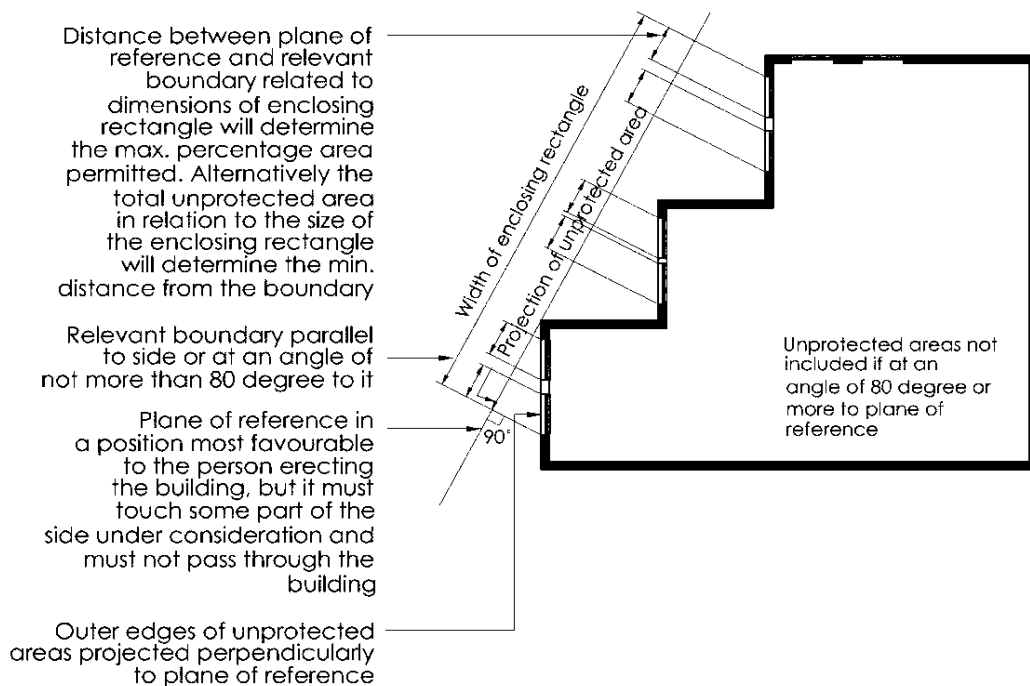 Distance between plane of
reference and relevant
boundary related to
dimensions of enclosing
rectangle will determine
the max. percentage area
permitted. Alternatively the
total unprotected area
in relation to the size of
the enclosing rectangle
will determine the min.
distance from the boundary
Relevant boundary parallel
to side or at an angle of
not more than 80 degree to it
Plane of reference in
a position most favourable
to the person erecting
the building, but it must
touch some part of the
side under consideration and
must not pass through the
building
Outer edges of unprotected
areas projected perpendicularly
to plane of reference
Width of enclosing rectangle
Projection of unprotected area
90°
Unprotected areas not
included if at an
angle of 80 degree or
more to plane of
reference